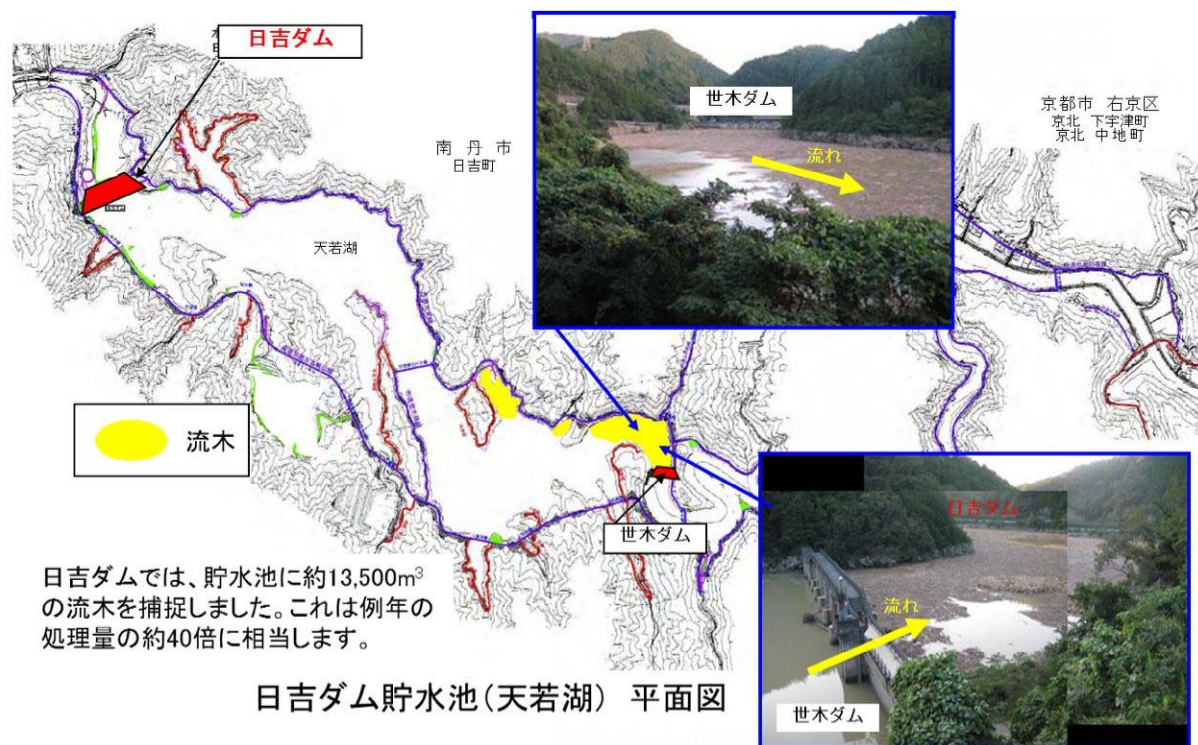 日吉ダム
南丹市
日吉町
天若湖
世木ダム
流れ
京都市 右京区
京北 下宇津町
京北 中地町
流木
世木ダム
日吉ダム
流れ
世木ダム
日吉ダムでは、貯水池に約13,500m³
の流木を捕捉しました。これは例年の
処理量の約40倍に相当します。
日吉ダム貯水池(天若湖) 平面図